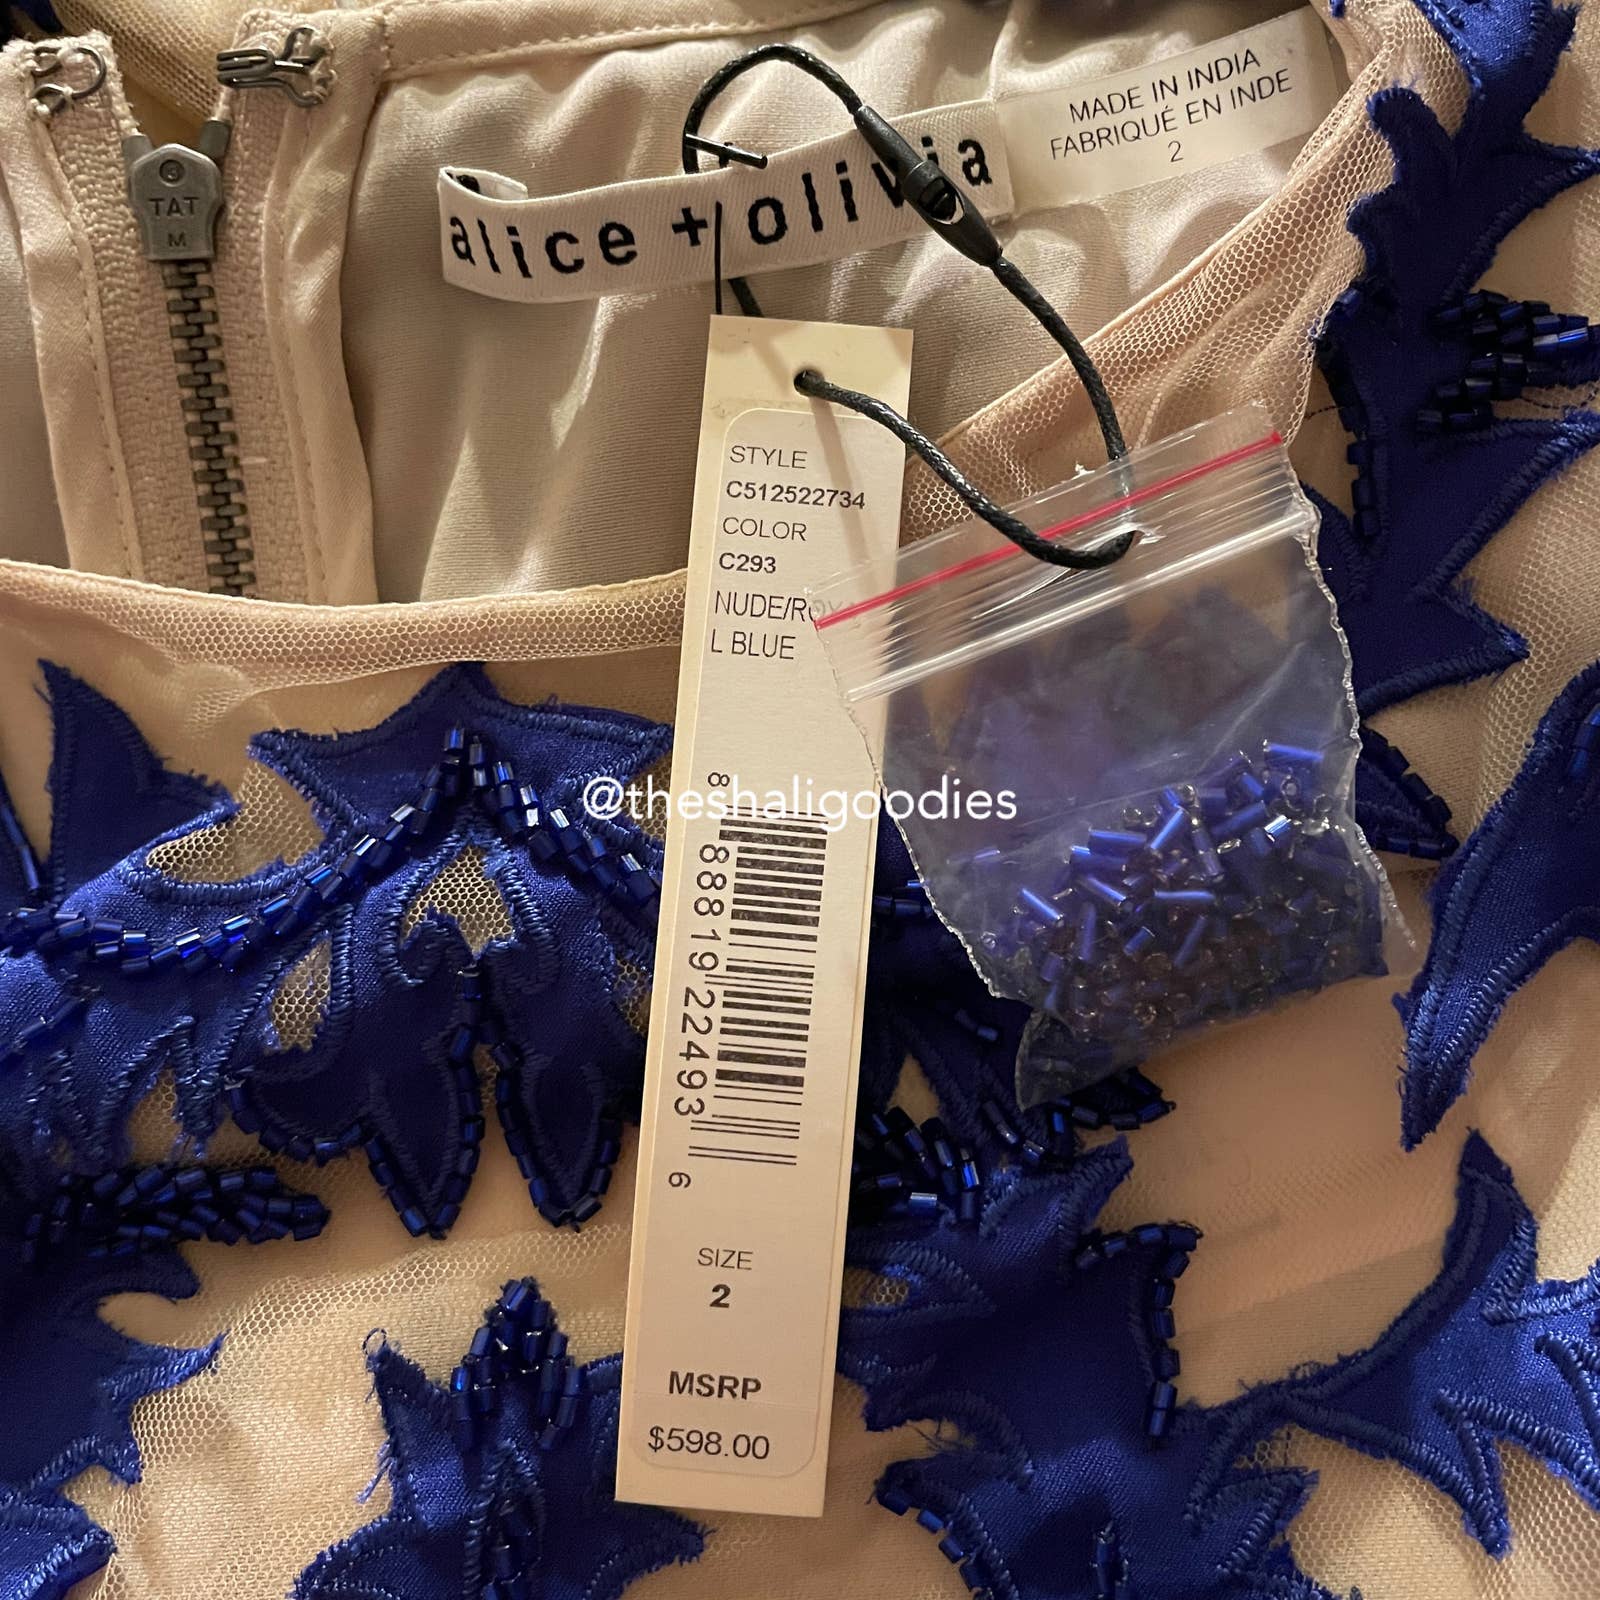 MADE IN INDIA
FABRIQUÉ EN INDE
2
alice + olivia
TAT
M
STYLE
C512522734
COLOR
C293
NUDE/ROYA
L BLUE
@theshaligoodies
8 88819 22493 6
SIZE
2
MSRP
$598.00